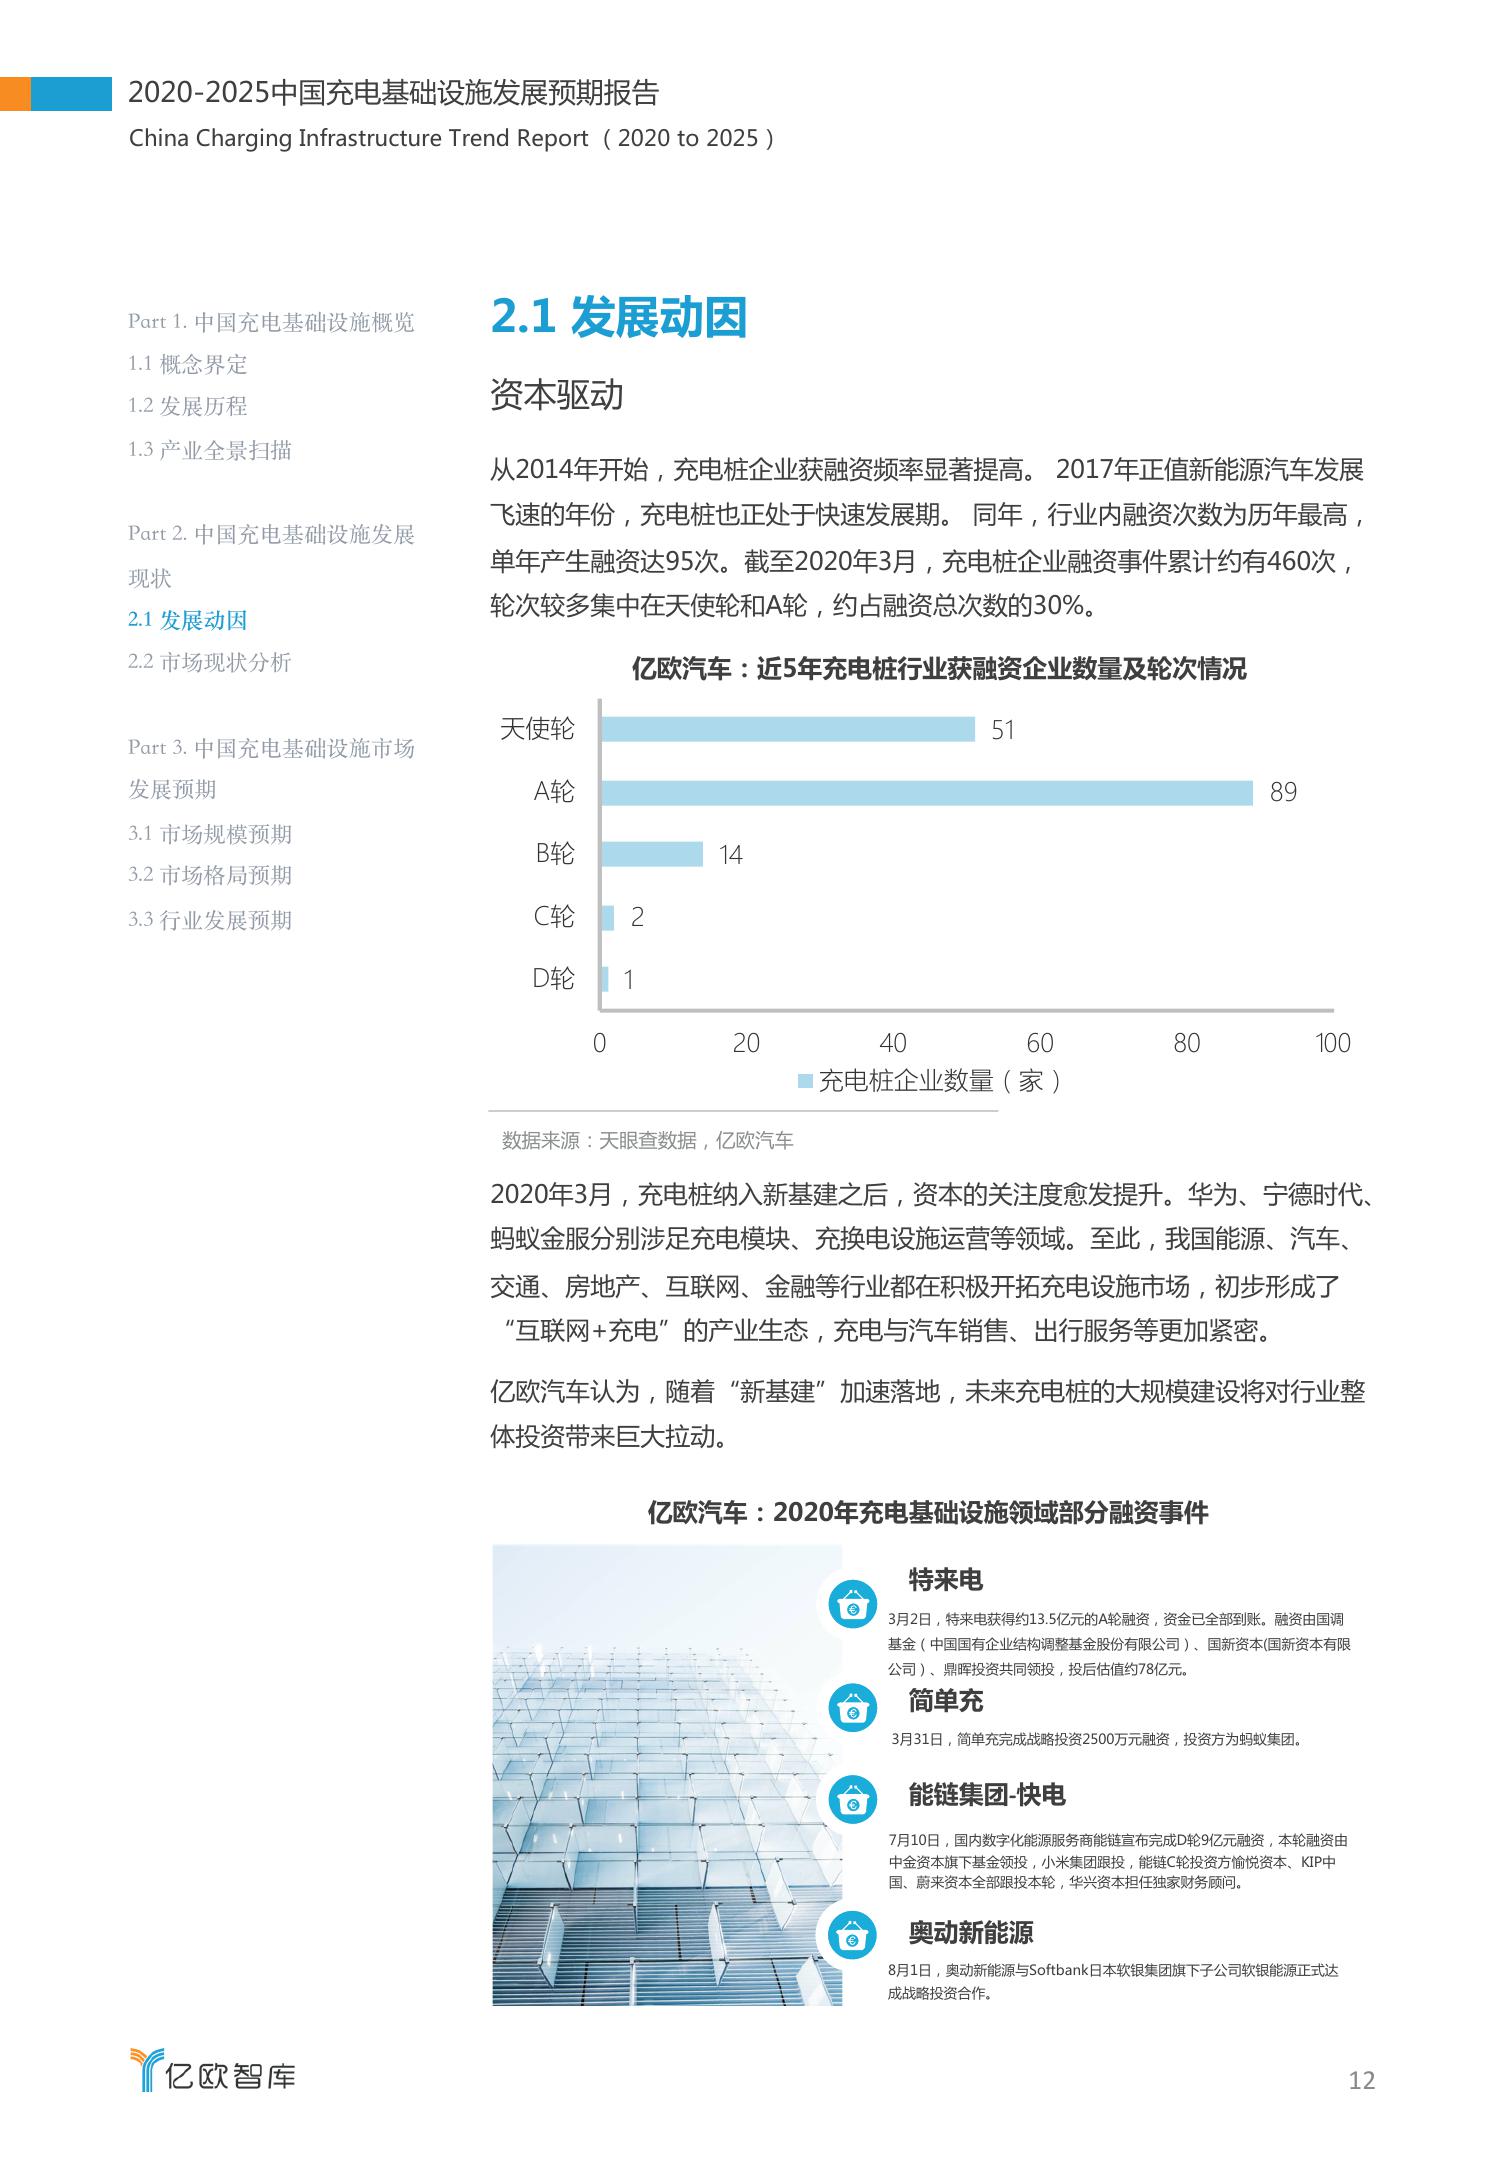 2020-2025中国充电基础设施发展预期报告
China Charging Infrastructure Trend Report （2020 to 2025）
Part 1. 中国充电基础设施概览
1.1 概念界定
1.2 发展历程
1.3 产业全景扫描
Part 2. 中国充电基础设施发展
现状
2.1 发展动因
2.2 市场现状分析
Part 3. 中国充电基础设施市场
发展预期
3.1 市场规模预期
3.2 市场格局预期
3.3 行业发展预期
2.1 发展动因
资本驱动
从2014年开始，充电桩企业获融资频率显著提高。 2017年正值新能源汽车发展
飞速的年份，充电桩也正处于快速发展期。 同年，行业内融资次数为历年最高，
单年产生融资达95次。截至2020年3月，充电桩企业融资事件累计约有460次，
轮次较多集中在天使轮和A轮，约占融资总次数的30%。
亿欧汽车：近5年充电桩行业获融资企业数量及轮次情况
天使轮 51
A轮 89
B轮 14
C轮 2
D轮 1
0 20 40 60 80 100
充电桩企业数量（家）
数据来源：天眼查数据，亿欧汽车
2020年3月，充电桩纳入新基建之后，资本的关注度愈发提升。华为、宁德时代、
蚂蚁金服分别涉足充电模块、充换电设施运营等领域。至此，我国能源、汽车、
交通、房地产、互联网、金融等行业都在积极开拓充电设施市场，初步形成了
“互联网+充电”的产业生态，充电与汽车销售、出行服务等更加紧密。
亿欧汽车认为，随着“新基建”加速落地，未来充电桩的大规模建设将对行业整
体投资带来巨大拉动。
亿欧汽车：2020年充电基础设施领域部分融资事件
特来电
3月2日，特来电获得约13.5亿元的A轮融资，资金已全部到账。融资由国调
基金（中国国有企业结构调整基金股份有限公司）、国新资本(国新资本有限
公司）、鼎晖投资共同领投，投后估值约78亿元。
简单充
3月31日，简单充完成战略投资2500万元融资，投资方为蚂蚁集团。
能链集团-快电
7月10日，国内数字化能源服务商能链宣布完成D轮9亿元融资，本轮融资由
中金资本旗下基金领投，小米集团跟投，能链C轮投资方愉悦资本、KIP中
国、蔚来资本全部跟投本轮，华兴资本担任独家财务顾问。
奥动新能源
8月1日，奥动新能源与Softbank日本软银集团旗下子公司软银能源正式达
成战略投资合作。
亿欧智库
12